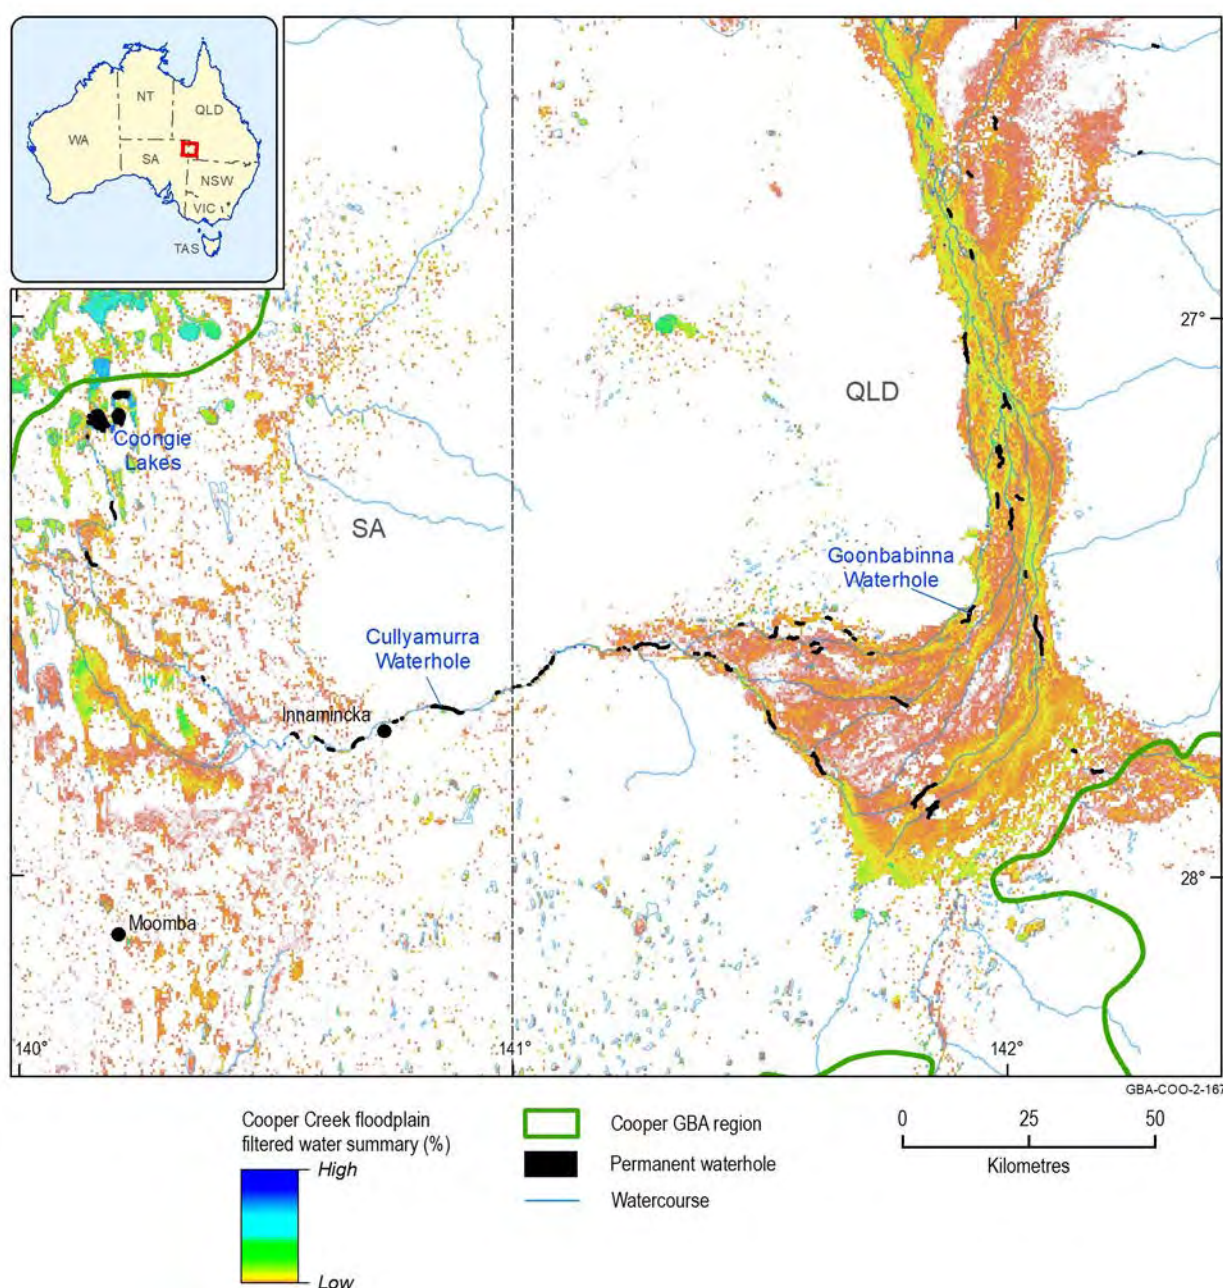 NT
QLD
WA
SA
NSW
VIC
TAS
27°
QLD
Coongie
Lakes
SA
Goonbabinna
Waterhole
Cullyamurra
Waterhole
Innamincka
28°
Moomba
140°
141°
142°
GBA-COO-2-167
Cooper Creek floodplain
filtered water summary (%)
High
Low
Cooper GBA region
Permanent waterhole
Watercourse
0 25 50
Kilometres